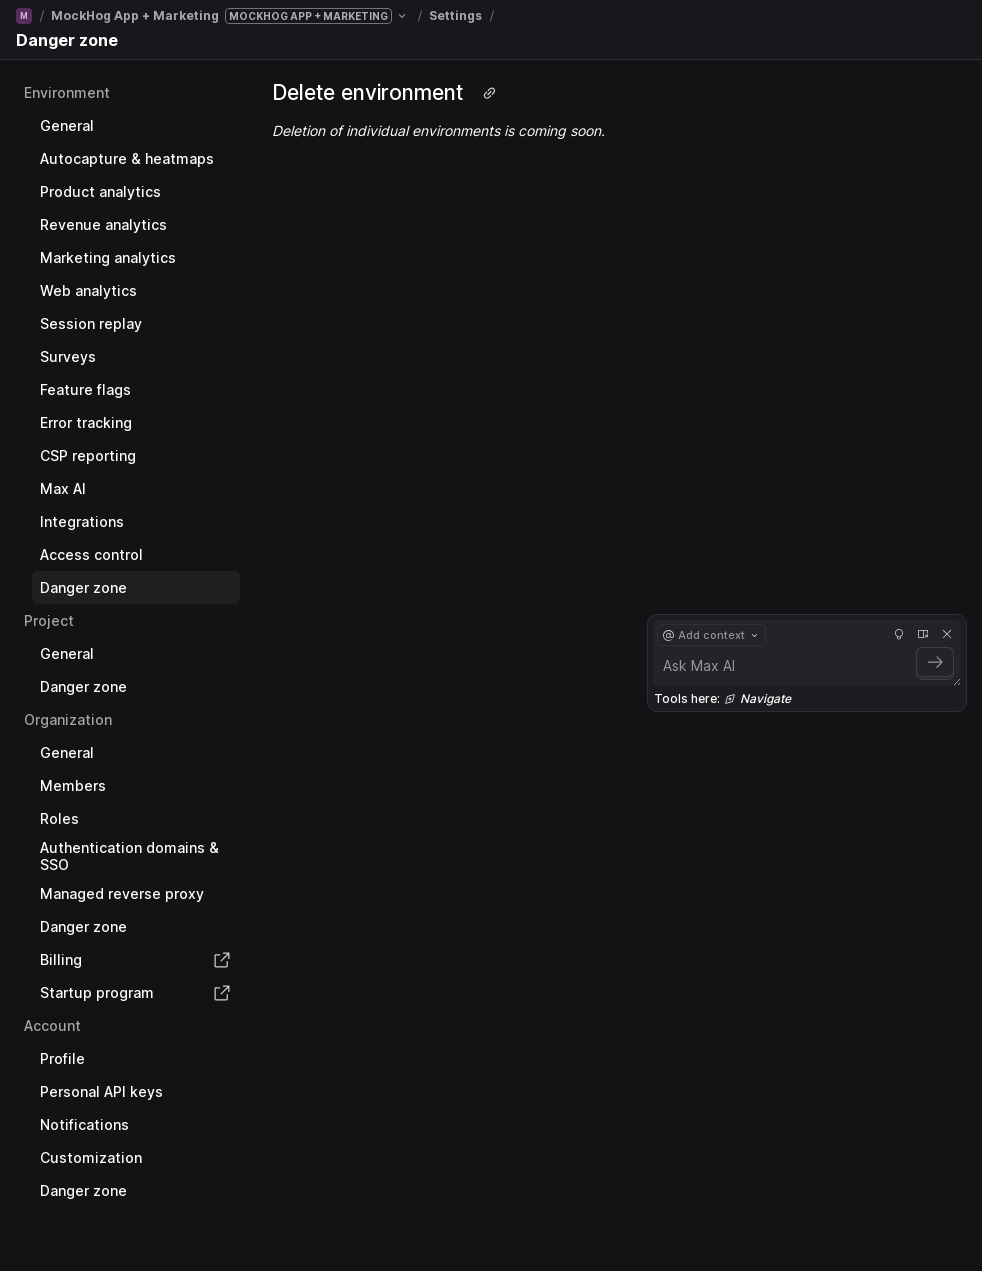 M / MockHog App + Marketing MOCKHOG APP + MARKETING / Settings /
Danger zone
Environment
General
Autocapture & heatmaps
Product analytics
Revenue analytics
Marketing analytics
Web analytics
Session replay
Surveys
Feature flags
Error tracking
CSP reporting
Max AI
Integrations
Access control
Danger zone
Project
General
Danger zone
Organization
General
Members
Roles
Authentication domains &
SSO
Managed reverse proxy
Danger zone
Billing
Startup program
Account
Profile
Personal API keys
Notifications
Customization
Danger zone
Delete environment
Deletion of individual environments is coming soon.
@ Add context
Ask Max AI
Tools here: Navigate